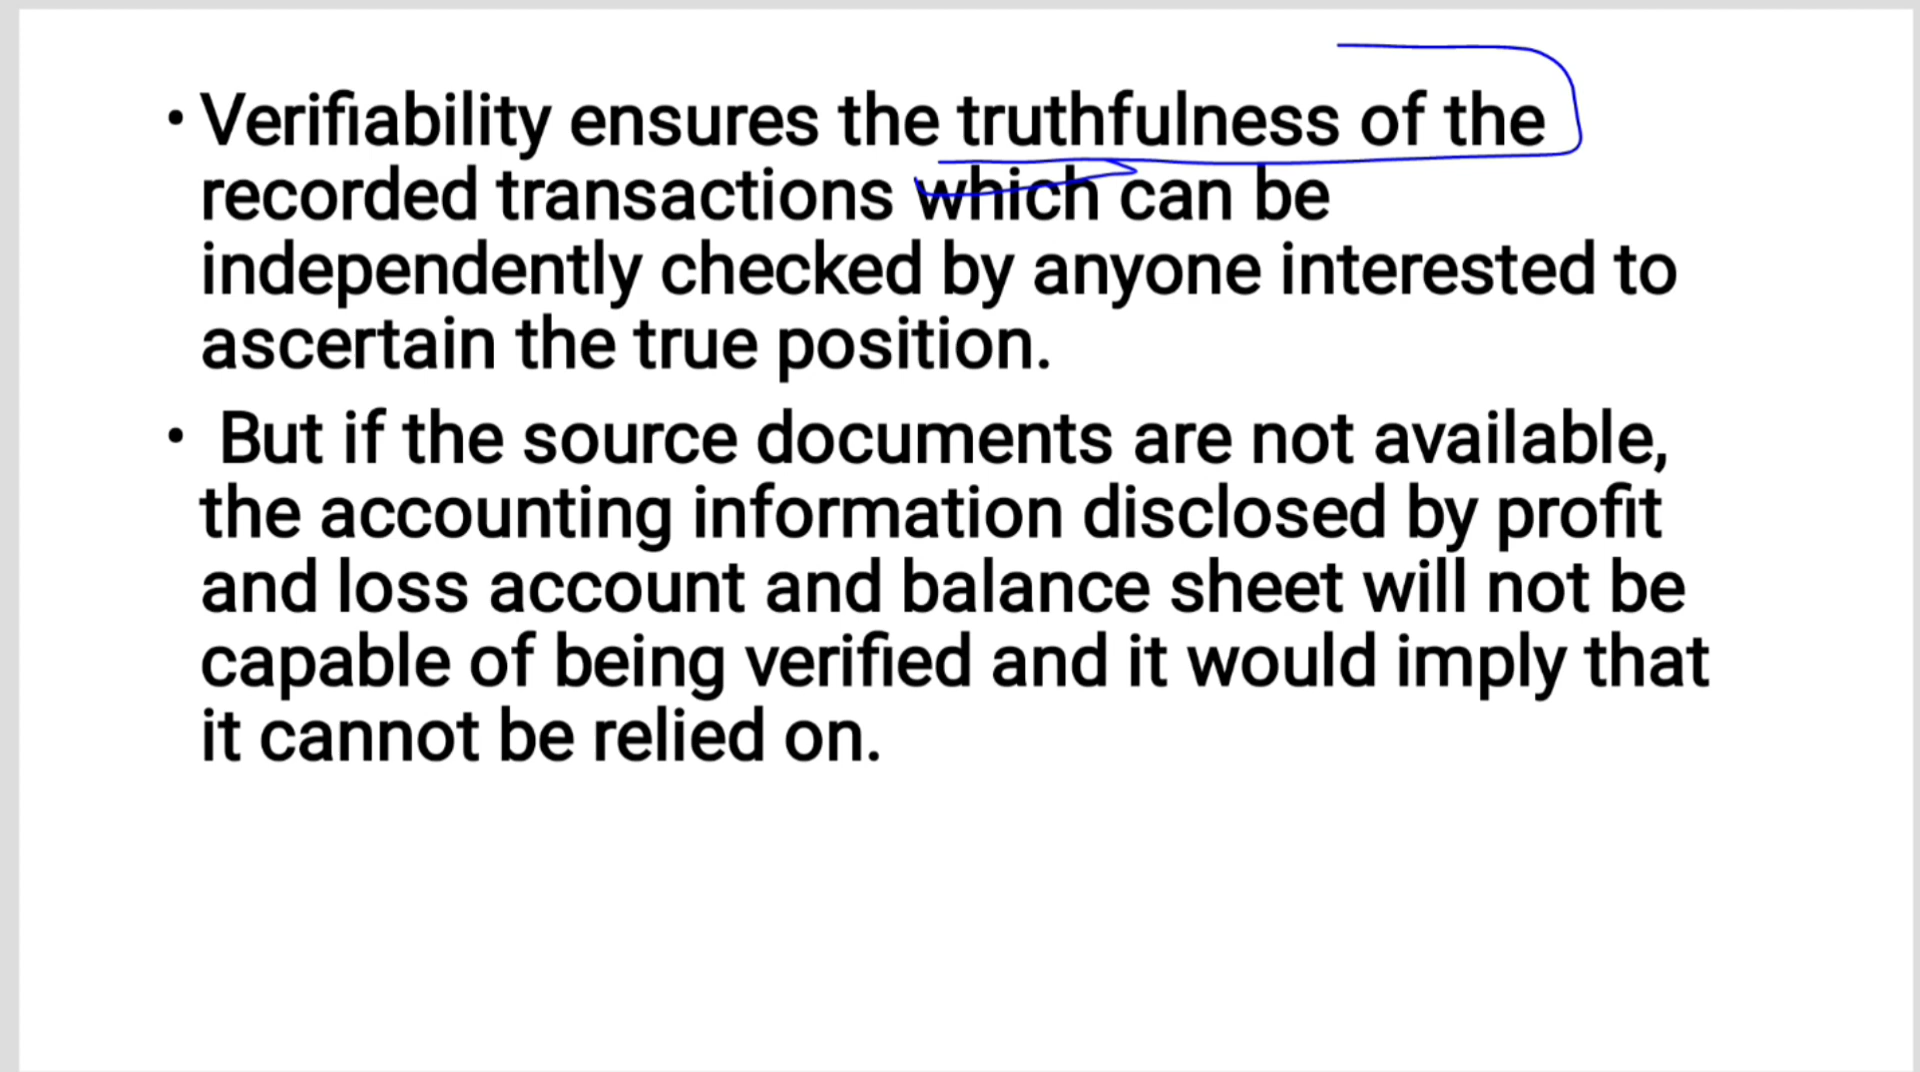 • Verifiability ensures the truthfulness of the
recorded transactions which can be
independently checked by anyone interested to
ascertain the true position.
• But if the source documents are not available,
the accounting information disclosed by profit
and loss account and balance sheet will not be
capable of being verified and it would imply that
it cannot be relied on.